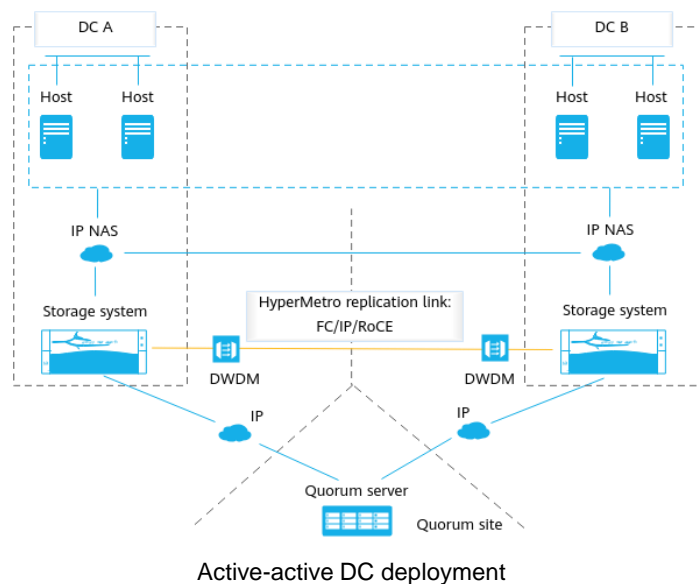 DC A
DC B
Host Host
Host Host
IP NAS
IP NAS
Storage system
HyperMetro replication link:
FC/IP/RoCE
Storage system
DWDM
DWDM
IP
IP
Quorum server
Quorum site
Active-active DC deployment